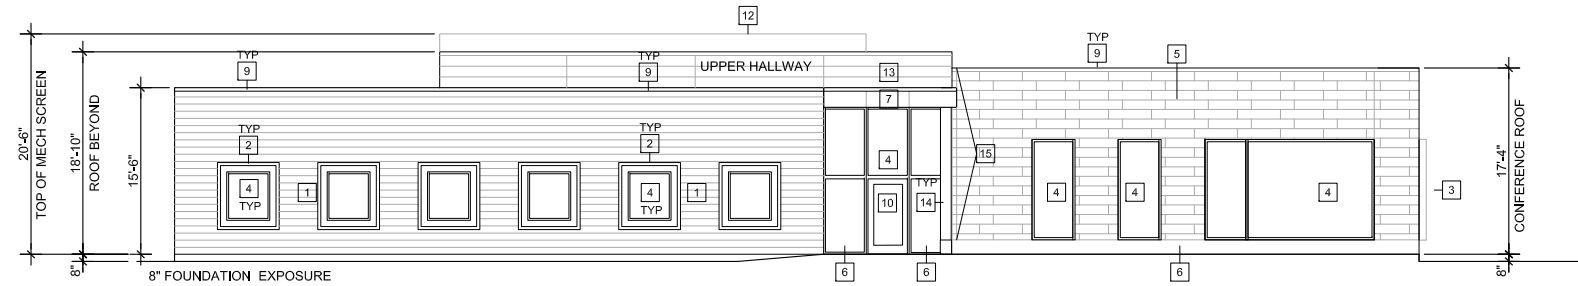 12
TYP
9
TYP
9
UPPER HALLWAY
13
7
TYP
9
5
20'-6"
TOP OF MECH SCREEN
18'-10"
ROOF BEYOND
15'-6"
TYP
2
TYP
2
4
TYP
1
4
TYP
1
4
10
TYP
14
15
4
4
4
3
17'-4"
CONFERENCE ROOF
8"
8" FOUNDATION EXPOSURE
6
6
6
8"